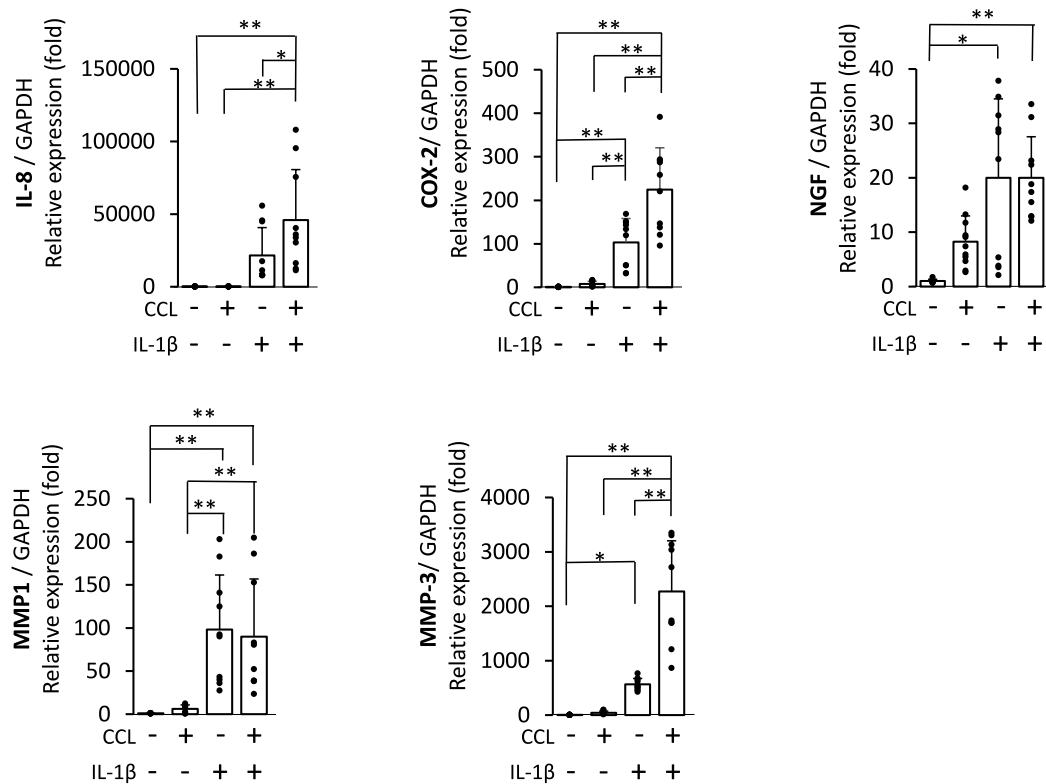 IL-8 / GAPDH
Relative expression (fold)
**
*
**
150000
100000
50000
0
CCL - + - +
IL-1β - - + +
COX-2/ GAPDH
Relative expression (fold)
**
**
**
**
**
500
400
300
200
100
0
CCL - + - +
IL-1β - - + +
NGF / GAPDH
Relative expression (fold)
**
*
40
30
20
10
0
CCL - + - +
IL-1β - - + +
MMP1 / GAPDH
Relative expression (fold)
**
**
**
**
250
200
150
100
50
0
CCL - + - +
IL-1β - - + +
MMP-3/ GAPDH
Relative expression (fold)
**
**
**
*
4000
3000
2000
1000
0
CCL - + - +
IL-1β - - + +